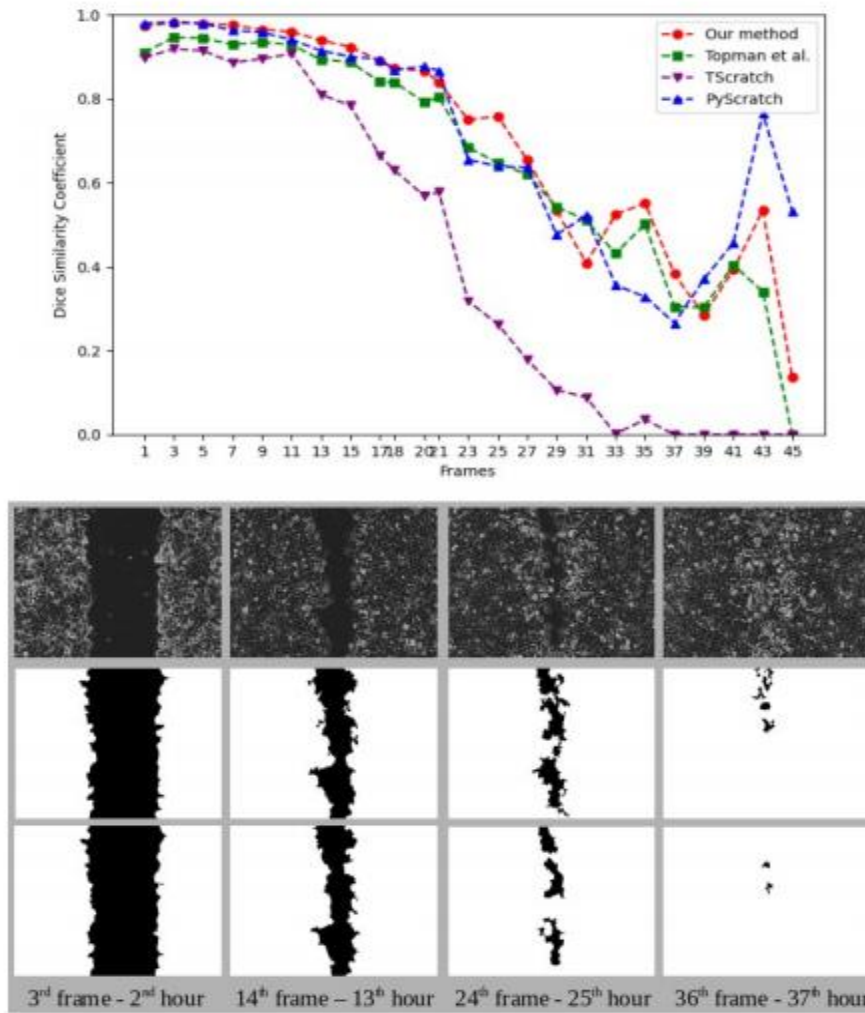 1.0
0.8
0.6
0.4
0.2
0.0
Dice Similarity Coefficient
Our method
Topman et al.
TScratch
PyScratch
1 3 5 7 9 11 13 15 17 18 20 21 23 25 27 29 31 33 35 37 39 41 43 45
Frames
3rd frame - 2nd hour
14th frame – 13th hour
24th frame - 25th hour
36th frame - 37th hour